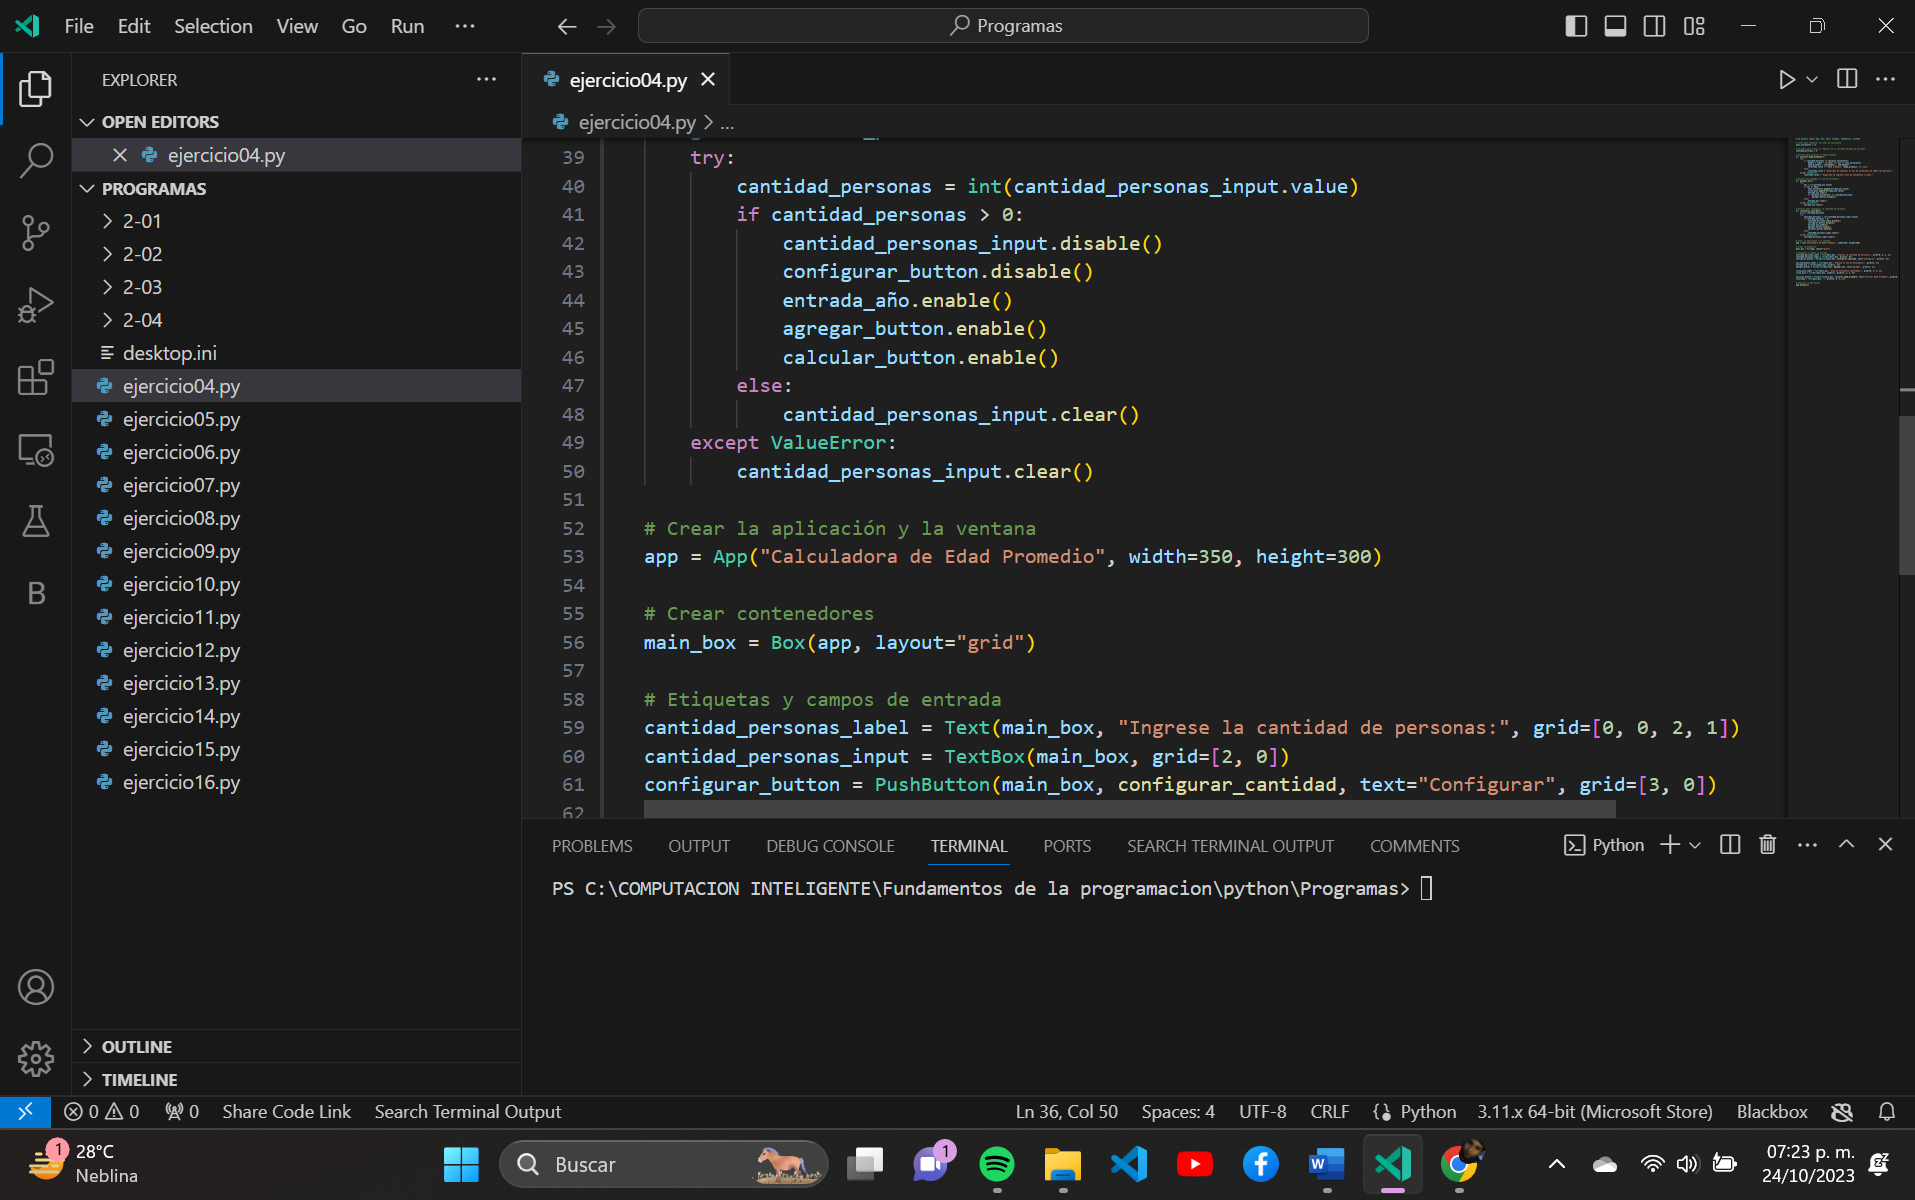 File Edit Selection View Go Run ···
Programas
EXPLORER
OPEN EDITORS
ejercicio04.py
PROGRAMAS
2-01
2-02
2-03
2-04
desktop.ini
ejercicio04.py
ejercicio05.py
ejercicio06.py
ejercicio07.py
ejercicio08.py
ejercicio09.py
ejercicio10.py
ejercicio11.py
ejercicio12.py
ejercicio13.py
ejercicio14.py
ejercicio15.py
ejercicio16.py
OUTLINE
TIMELINE
B
ejercicio04.py
ejercicio04.py > ...
39 try:
40 cantidad_personas = int(cantidad_personas_input.value)
41 if cantidad_personas > 0:
42 cantidad_personas_input.disable()
43 configurar_button.disable()
44 entrada_año.enable()
45 agregar_button.enable()
46 calcular_button.enable()
47 else:
48 cantidad_personas_input.clear()
49 except ValueError:
50 cantidad_personas_input.clear()
51
52 # Crear la aplicación y la ventana
53 app = App("Calculadora de Edad Promedio", width=350, height=300)
54
55 # Crear contenedores
56 main_box = Box(app, layout="grid")
57
58 # Etiquetas y campos de entrada
59 cantidad_personas_label = Text(main_box, "Ingrese la cantidad de personas:", grid=[0, 0, 2, 1])
60 cantidad_personas_input = TextBox(main_box, grid=[2, 0])
61 configurar_button = PushButton(main_box, configurar_cantidad, text="Configurar", grid=[3, 0])
62
PROBLEMS OUTPUT DEBUG CONSOLE TERMINAL PORTS SEARCH TERMINAL OUTPUT COMMENTS
Python
PS C:\COMPUTACION INTELIGENTE\Fundamentos de la programacion\python\Programas>
0 0 0 Share Code Link Search Terminal Output
Ln 36, Col 50 Spaces: 4 UTF-8 CRLF Python 3.11.x 64-bit (Microsoft Store) Blackbox
1
28°C
Neblina
Buscar
1
W
07:23 p. m.
24/10/2023